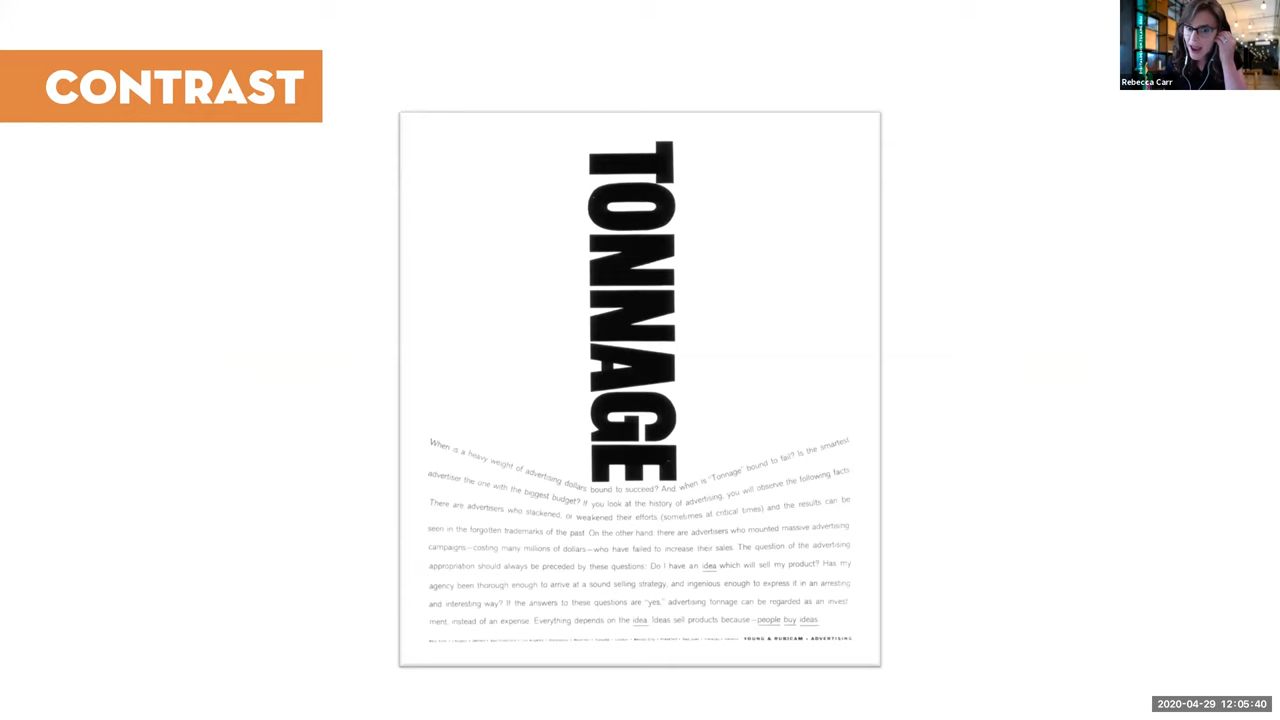 CONTRAST
Rebecca Carr
TONNAGE
When is a heavy weight of advertising dollars bound to succeed? And when is "Tonnage" bound to fail? Is the smartest
advertiser the one with the biggest budget? If you look at the history of advertising, you will observe the following facts
There are advertisers who slackened, or weakened their efforts (sometimes at critical times) and the results can be
seen in the forgotten trademarks of the past. On the other hand, there are advertisers who mounted massive advertising
campaigns—costing many millions of dollars—who have failed to increase their sales. The question of the advertising
appropriation should always be preceded by these questions: Do I have an idea which will sell my product? Has my
agency been thorough enough to arrive at a sound selling strategy, and ingenious enough to express it in an arresting
and interesting way? If the answers to these questions are "yes," advertising tonnage can be regarded as an invest
ment, instead of an expense. Everything depends on the idea. Ideas sell products because—people buy ideas.
YOUNG & RUBICAM • ADVERTISING
2020-04-29 12:05:40